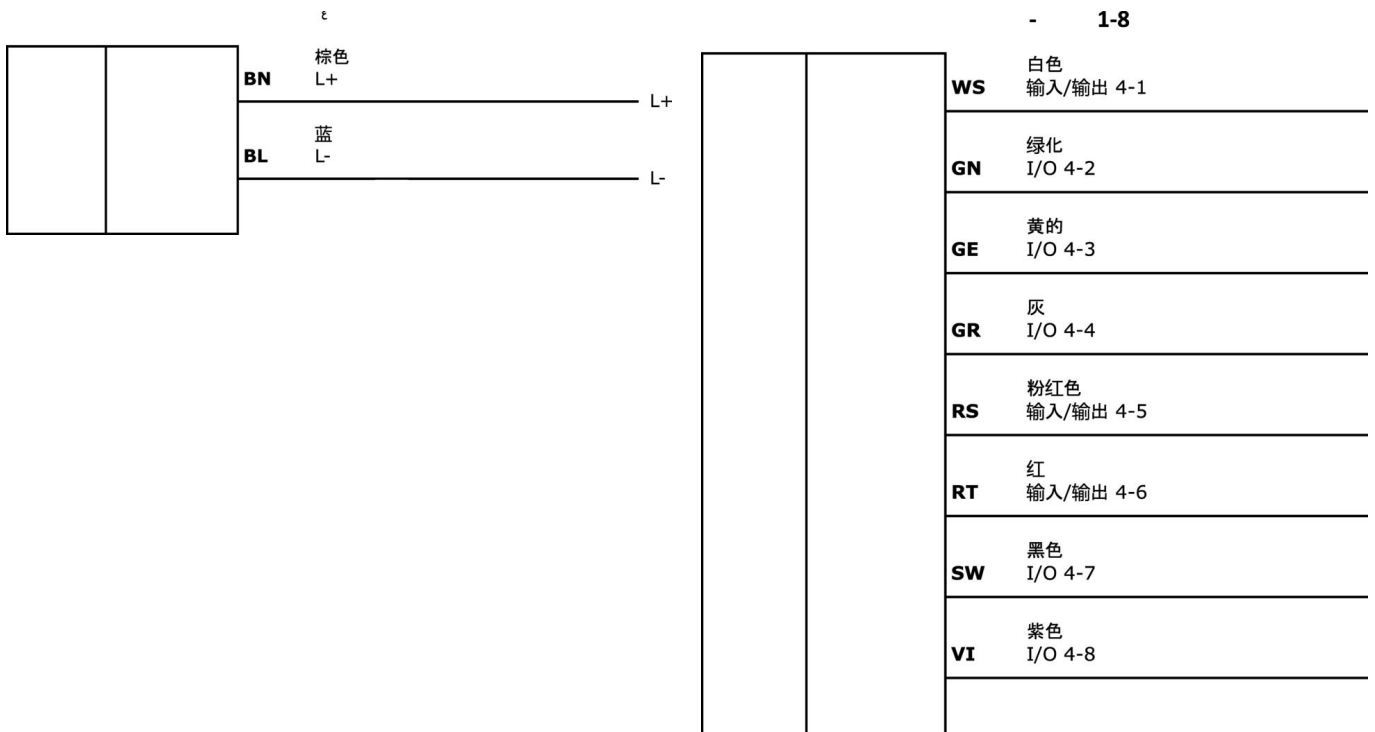 ع
BN 棕色
L+
L+
BL 蓝
L-
L-
- 1-8
WS 白色
输入/输出 4-1
GN 绿化
I/O 4-2
GE 黄的
I/O 4-3
GR 灰
I/O 4-4
RS 粉红色
输入/输出 4-5
RT 红
输入/输出 4-6
SW 黑色
I/O 4-7
VI 紫色
I/O 4-8